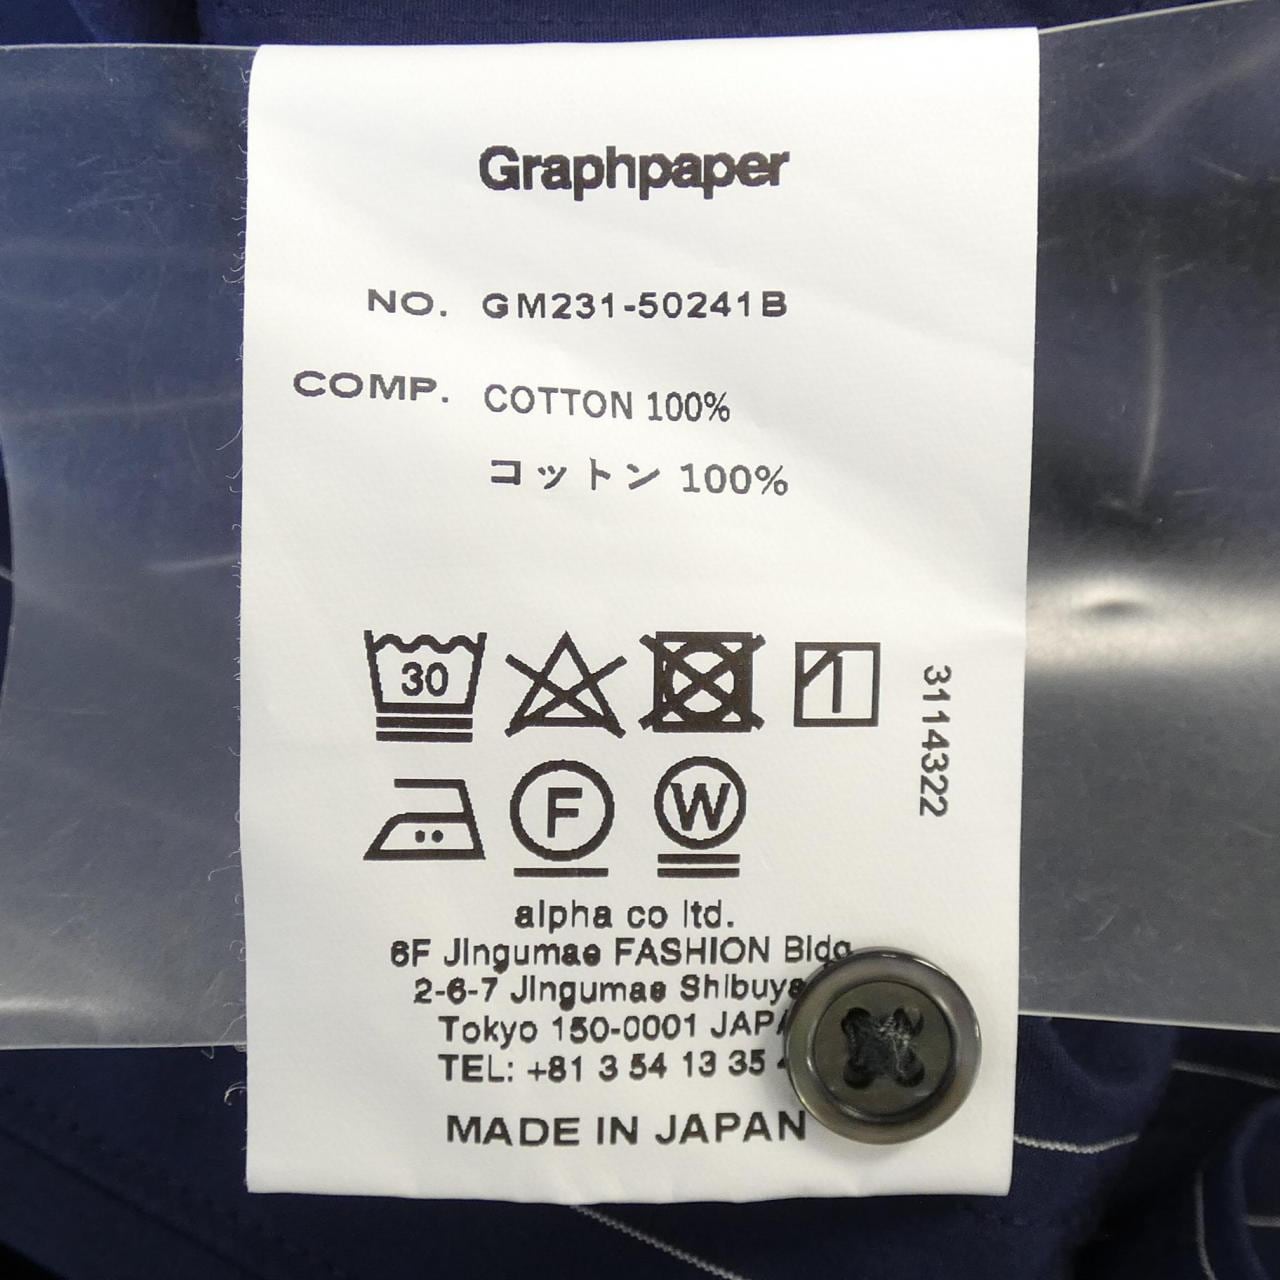 Graphpaper
NO. GM231-50241B
COMP. COTTON 100%
コットン 100%
30
3114322
F W
alpha co ltd.
6F Jingumae FASHION Bldg
2-6-7 Jingumae Shibuya
Tokyo 150-0001
TEL: +81 3 54 13 35
MADE IN JAPAN